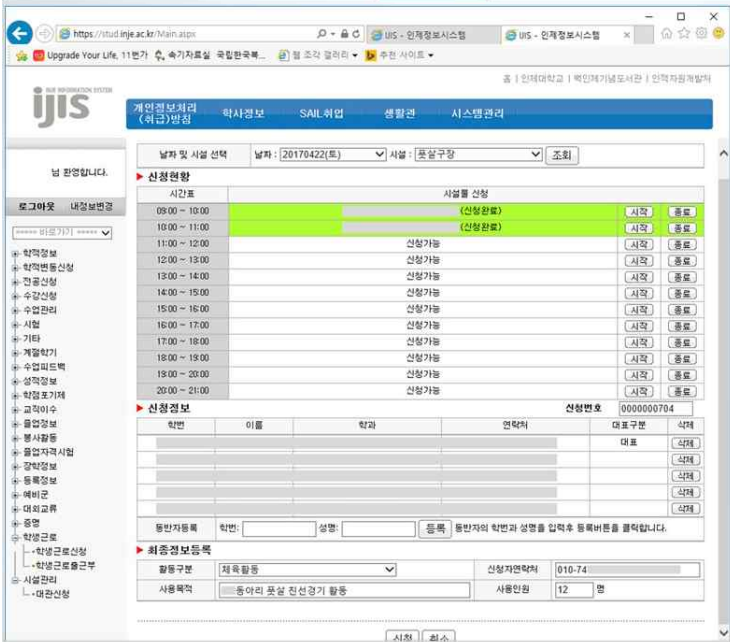 https://stud.inje.ac.kr/Main.aspx
IJIS - 인제정보시스템
IJIS - 인제정보시스템
Upgrade Your Life, 11번가
속기자료실 국립한국복...
웹 조각 갤러리
추천 사이트
홈 | 인제대학교 | 백인제기념도서관 | 인적자원개발처
INJE INFORMATION SYSTEM
ijis
개인정보처리(취급)방침
학사정보
SAIL취업
생활관
시스템관리
님 환영합니다.
로그아웃 내정보변경
===== 바로가기 =====
학적정보
학적변동신청
전공신청
수강신청
수업관리
시험
기타
계절학기
수업피드백
성적정보
학점포기제
교직이수
졸업정보
봉사활동
졸업자격시험
장학정보
등록정보
예비군
대외교류
증명
학생근로
학생근로신청
학생근로출근부
시설관리
대관신청
날짜 및 시설 선택 날짜 : 20170422(토) 시설 : 풋살구장 조회
신청현황
시간표 시설물 신청
09:00 ~ 10:00 (신청완료) 시작 종료
10:00 ~ 11:00 (신청완료) 시작 종료
11:00 ~ 12:00 신청가능 시작 종료
12:00 ~ 13:00 신청가능 시작 종료
13:00 ~ 14:00 신청가능 시작 종료
14:00 ~ 15:00 신청가능 시작 종료
15:00 ~ 16:00 신청가능 시작 종료
16:00 ~ 17:00 신청가능 시작 종료
17:00 ~ 18:00 신청가능 시작 종료
18:00 ~ 19:00 신청가능 시작 종료
19:00 ~ 20:00 신청가능 시작 종료
20:00 ~ 21:00 신청가능 시작 종료
신청정보 신청번호 0000000704
학번 이름 학과 연락처 대표구분 삭제
대표 삭제
삭제
삭제
삭제
삭제
동반자등록 학번: 성명: 등록 동반자의 학번과 성명을 입력후 등록버튼을 클릭합니다.
최종정보등록
활동구분 체육활동 신청자연락처 010-74
사용목적 동아리 풋살 친선경기 활동 사용인원 12 명
신청 취소